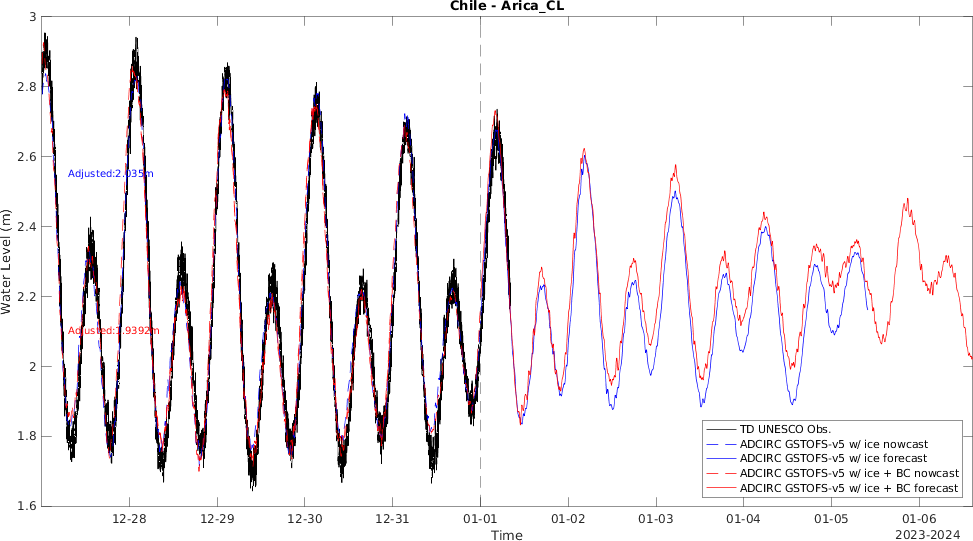 Chile - Arica_CL
3
2.8
2.6
2.4
2.2
2
1.8
1.6
Water Level (m)
Adjusted:2.035m
Adjusted:1.9392m
TD UNESCO Obs.
ADCIRC GSTOFS-v5 w/ ice nowcast
ADCIRC GSTOFS-v5 w/ ice forecast
ADCIRC GSTOFS-v5 w/ ice + BC nowcast
ADCIRC GSTOFS-v5 w/ ice + BC forecast
12-28 12-29 12-30 12-31 01-01 01-02 01-03 01-04 01-05 01-06
Time
2023-2024